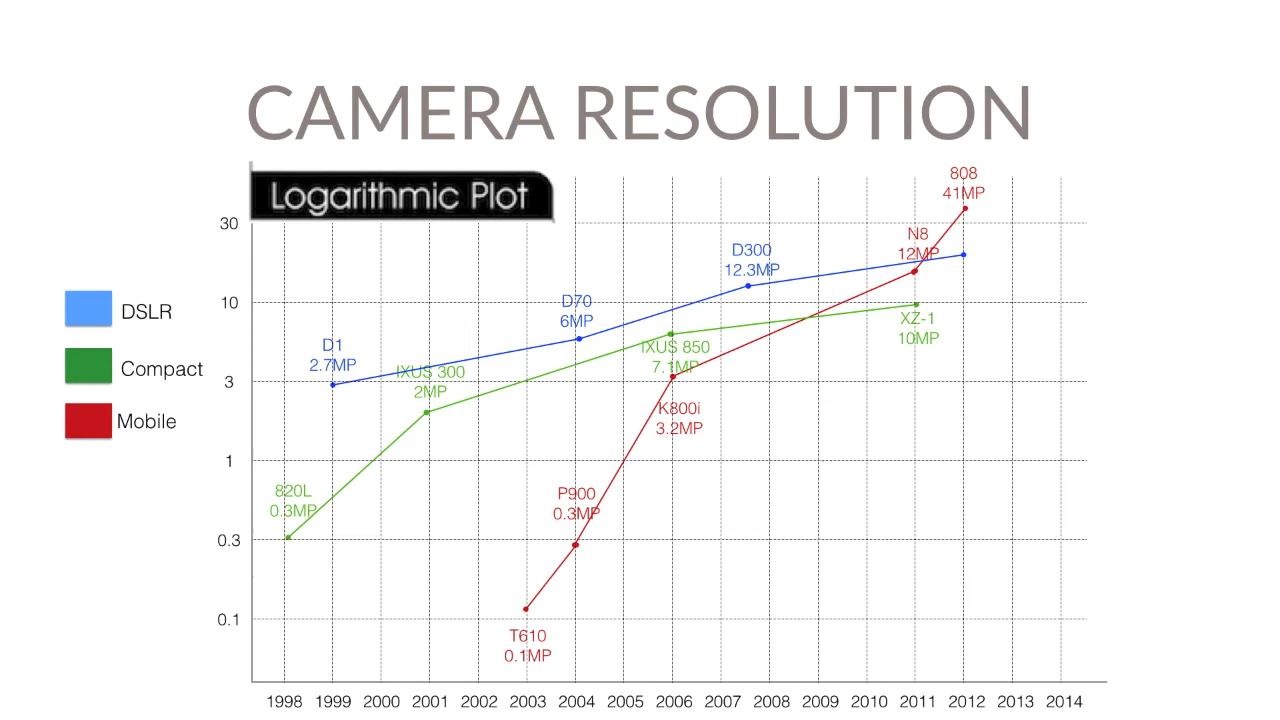 CAMERA RESOLUTION
Logarithmic Plot
808
41MP
30
N8
12MP
D300
12.3MP
10
D70
6MP
XZ-1
10MP
DSLR
D1
2.7MP
IXUS 850
7.1MP
Compact
IXUS 300
2MP
3
Mobile
K800i
3.2MP
1
820L
0.3MP
P900
0.3MP
0.3
0.1
T610
0.1MP
1998 1999 2000 2001 2002 2003 2004 2005 2006 2007 2008 2009 2010 2011 2012 2013 2014